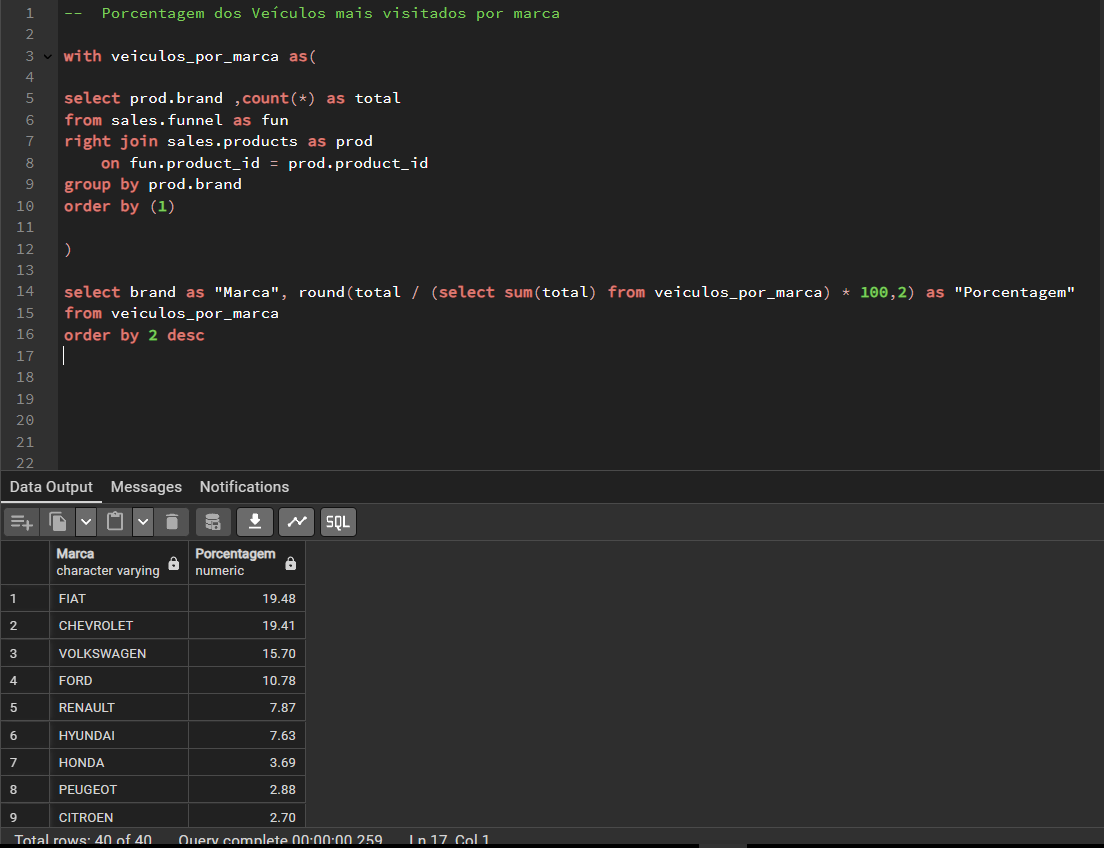 1 -- Porcentagem dos Veículos mais visitados por marca
2
3 with veiculos_por_marca as(
4
5 select prod.brand ,count(*) as total
6 from sales.funnel as fun
7 right join sales.products as prod
8 on fun.product_id = prod.product_id
9 group by prod.brand
10 order by (1)
11
12 )
13
14 select brand as "Marca", round(total / (select sum(total) from veiculos_por_marca) * 100,2) as "Porcentagem"
15 from veiculos_por_marca
16 order by 2 desc
17
18
19
20
21
22
Data Output Messages Notifications
SQL
Marca Porcentagem
character varying numeric
1 FIAT 19.48
2 CHEVROLET 19.41
3 VOLKSWAGEN 15.70
4 FORD 10.78
5 RENAULT 7.87
6 HYUNDAI 7.63
7 HONDA 3.69
8 PEUGEOT 2.88
9 CITROEN 2.70
Total rows: 40 of 40 Query complete 00:00:00.259 Ln 17, Col 1